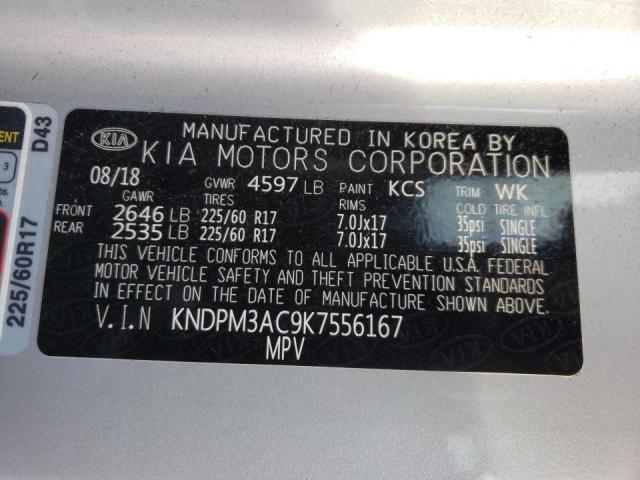 KIA
MANUFACTURED IN KOREA BY
KIA MOTORS CORPORATION
08/18 GVWR 4597 LB PAINT KCS TRIM WK
GAWR TIRES RIMS COLD TIRE INFL
FRONT 2646 LB 225/60 R17 7.0Jx17 35psi SINGLE
REAR 2535 LB 225/60 R17 7.0Jx17 35psi SINGLE
THIS VEHICLE CONFORMS TO ALL APPLICABLE U.S.A. FEDERAL
MOTOR VEHICLE SAFETY AND THEFT PREVENTION STANDARDS
IN EFFECT ON THE DATE OF MANUFACTURE SHOWN ABOVE.
V.I.N KNDPM3AC9K7556167
MPV
D43
225/60R17
3